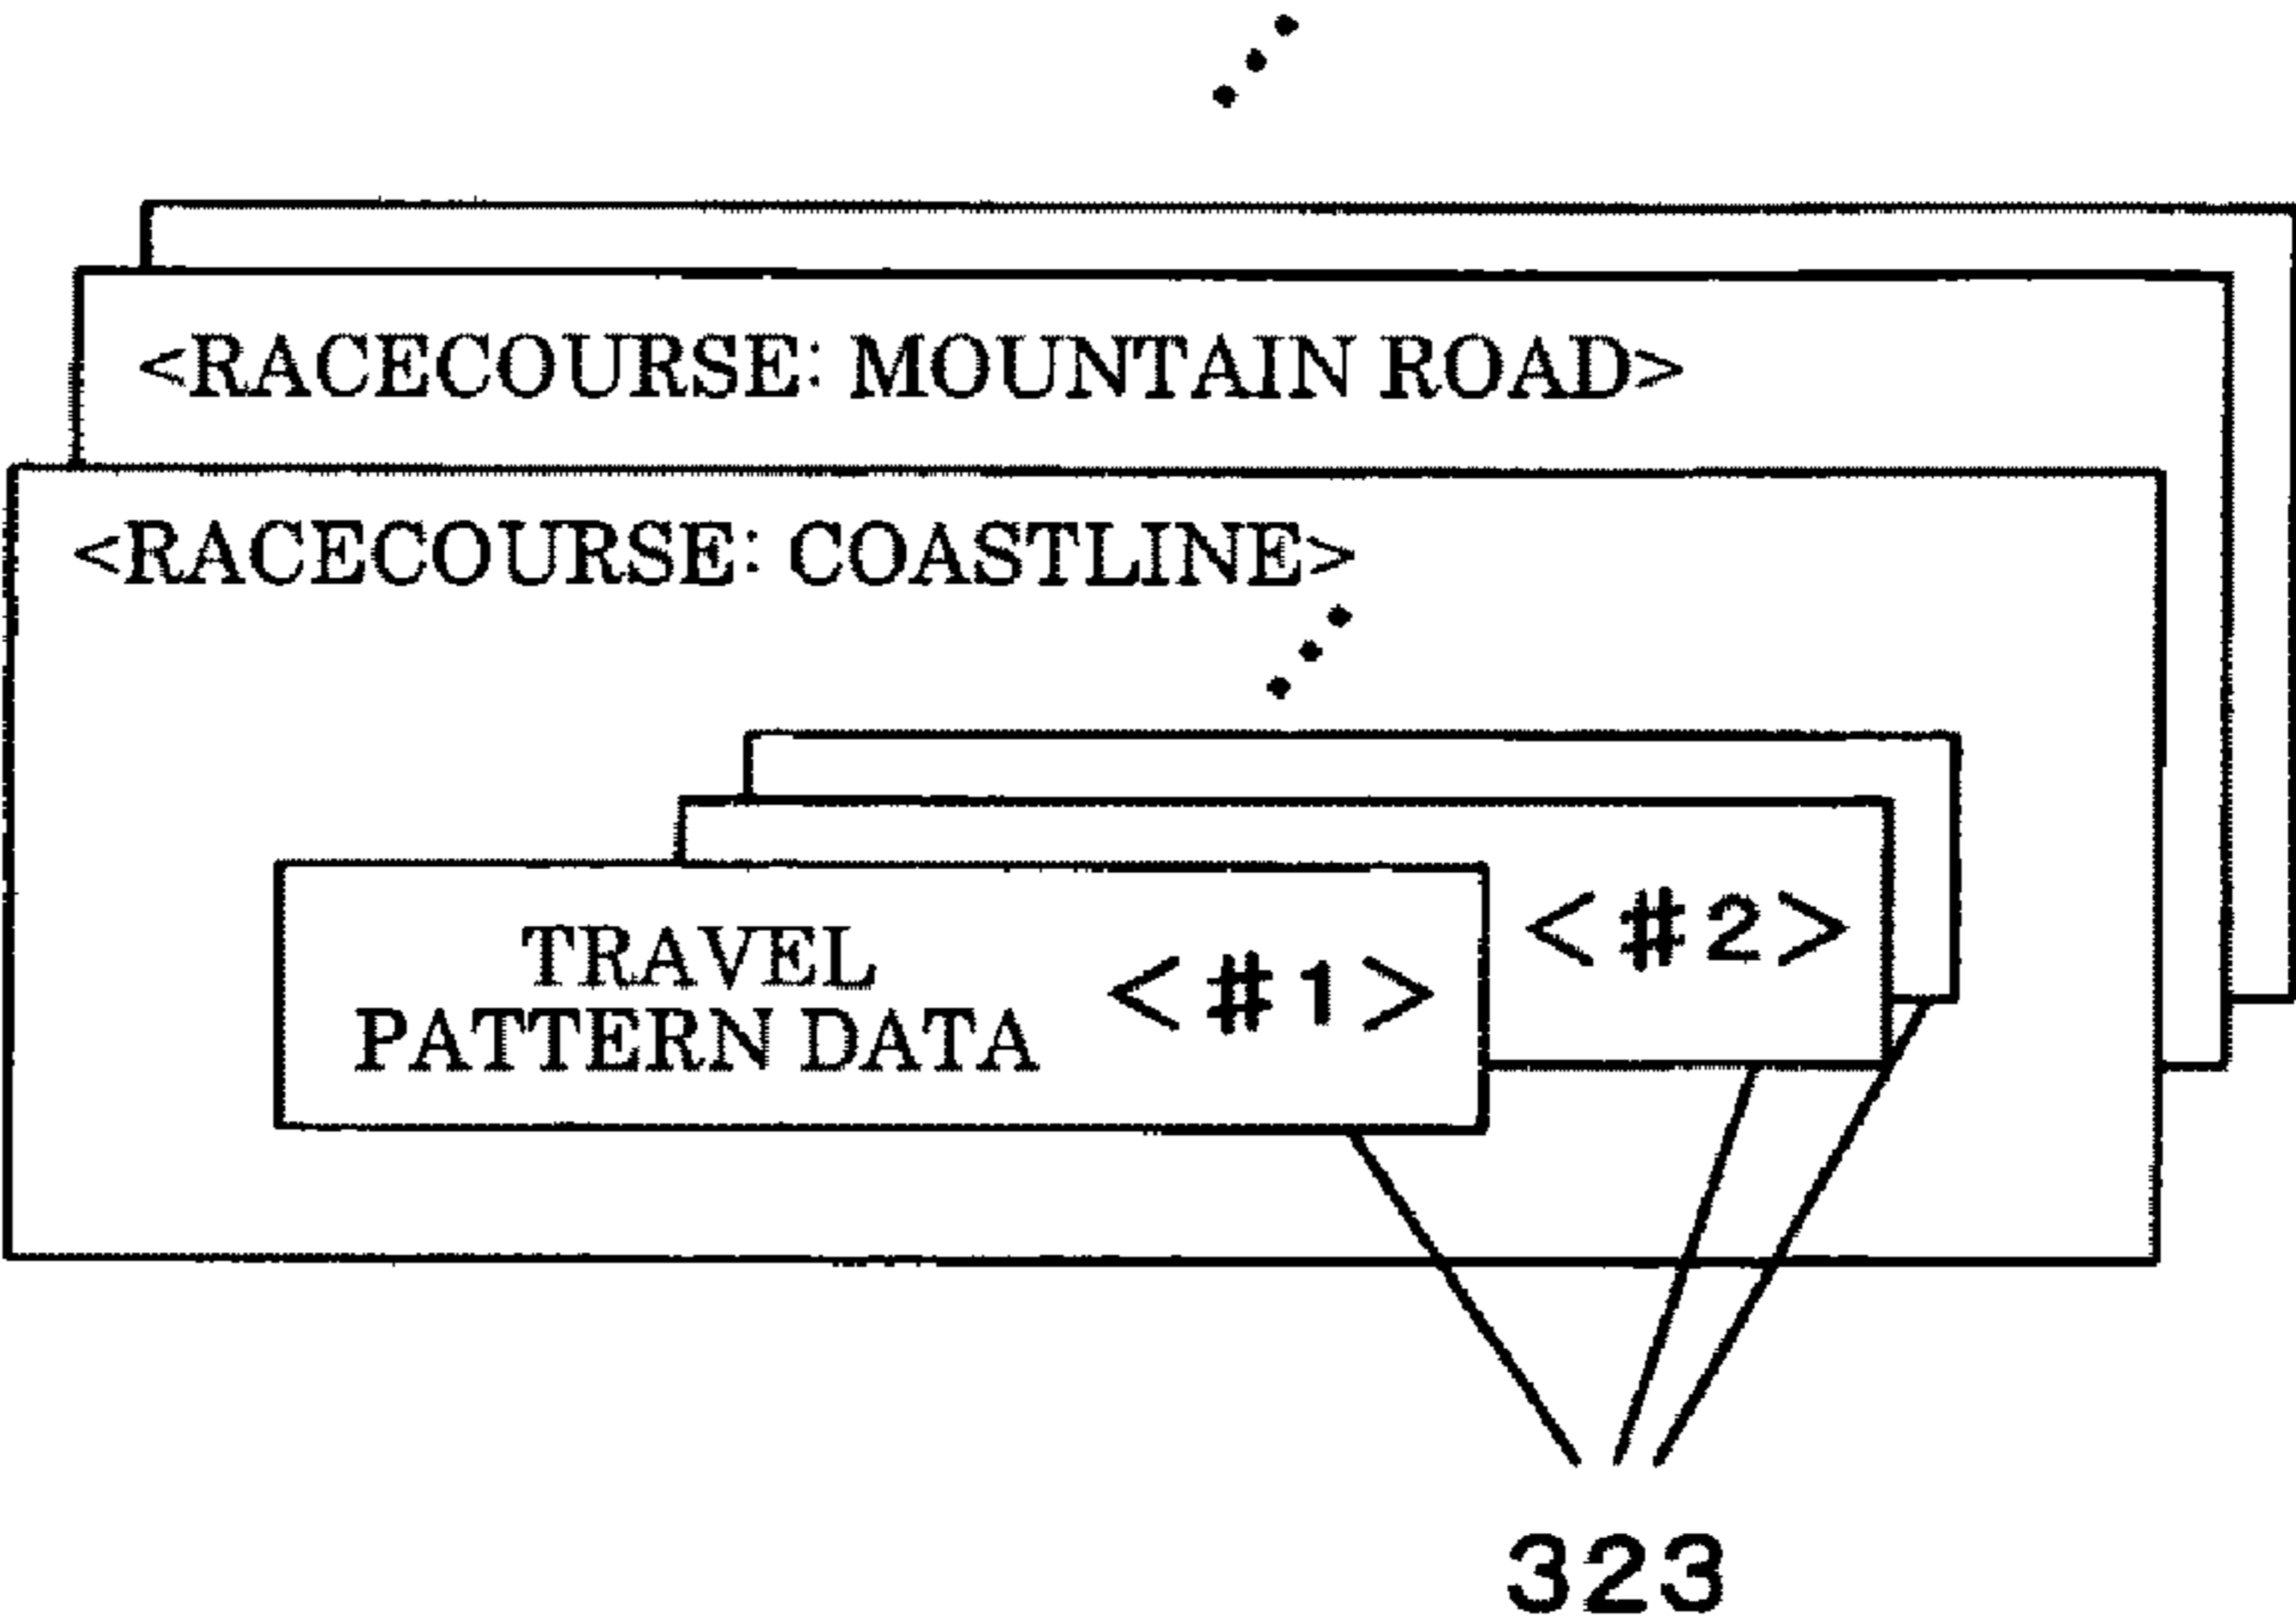 <RACECOURSE: MOUNTAIN ROAD>
<RACECOURSE: COASTLINE>
<#2>
TRAVEL
PATTERN DATA <#1>
323